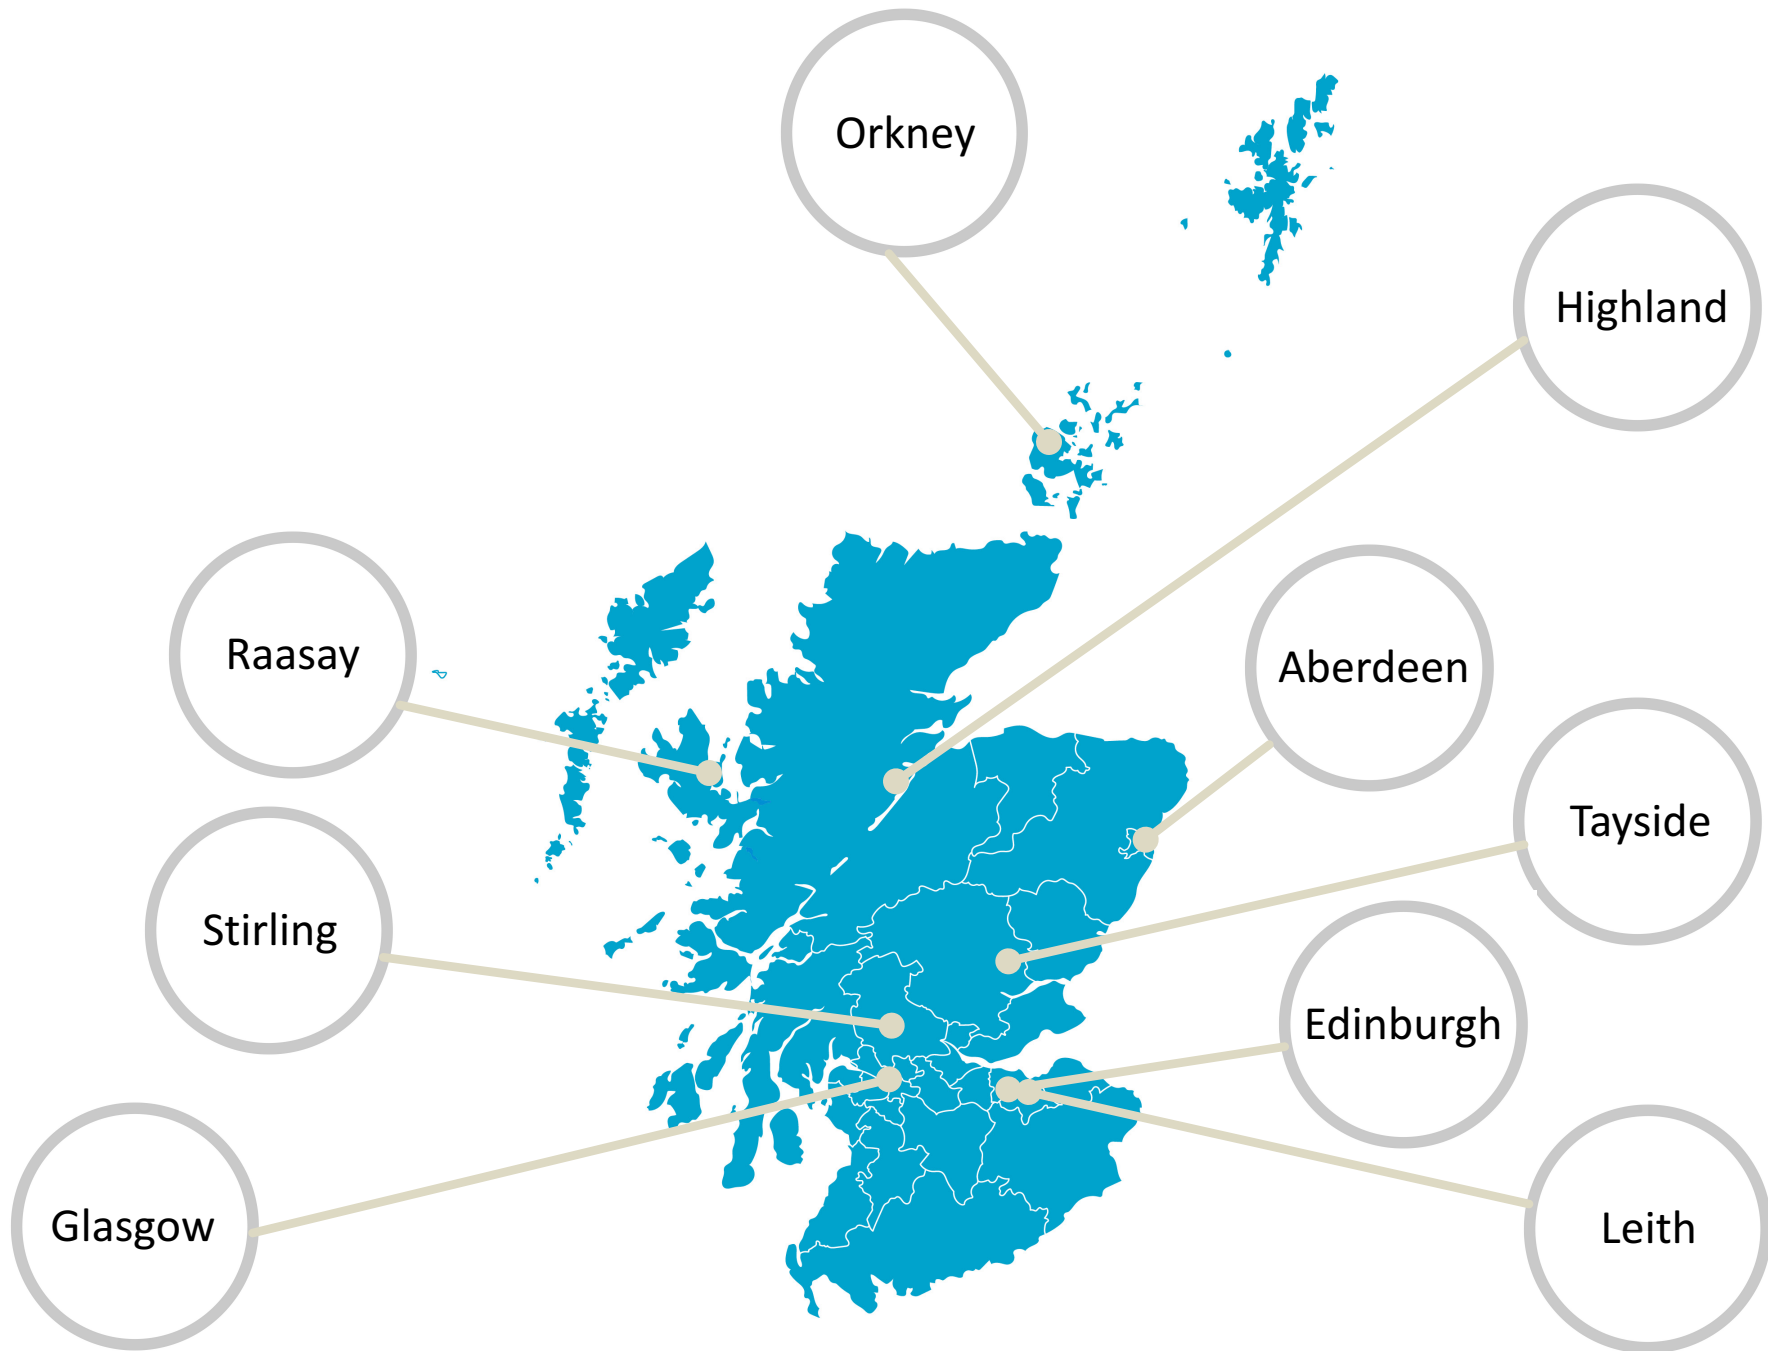 Orkney
Highland
Raasay
Aberdeen
Tayside
Stirling
Edinburgh
Glasgow
Leith